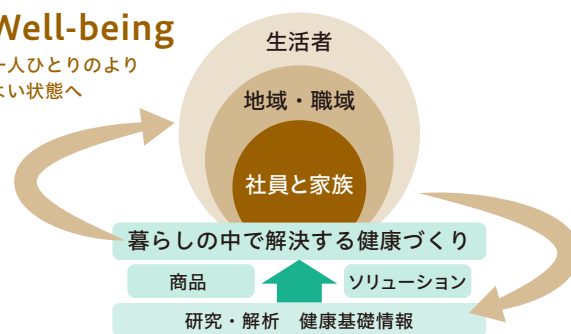 Well-being
一人ひとりのより
よい状態へ
生活者
地域・職域
社員と家族
暮らしの中で解決する健康づくり
商品
ソリューション
研究・解析 健康基礎情報